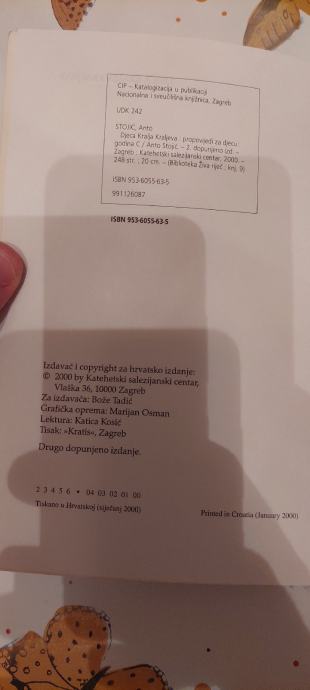 CIP – Katalogizacija u publikaciji
Nacionalna i sveučilišna knjižnica, Zagreb
UDK 242
STOJIĆ, Anto
Djeca Kralja Kraljeva : propovijedi za djecu :
godina C / Anto Stojić. – 2. dopunjeno izd. –
Zagreb : Katehetski salezijanski centar, 2000. –
248 str. ; 20 cm. – (Biblioteka Živa riječ ; knj. 9)
ISBN 953-6055-63-5
991126087
ISBN 953-6055-63-5
Izdavač i copyright za hrvatsko izdanje:
© 2000 by Katehetski salezijanski centar,
Vlaška 36, 10000 Zagreb
Za izdavača: Bože Tadić
Grafička oprema: Marijan Osman
Lektura: Katica Kosić
Tisak: »Kratis«, Zagreb
Drugo dopunjeno izdanje.
2 3 4 5 6 • 04 03 02 01 00
Tiskano u Hrvatskoj (siječanj 2000)
Printed in Croatia (January 2000)